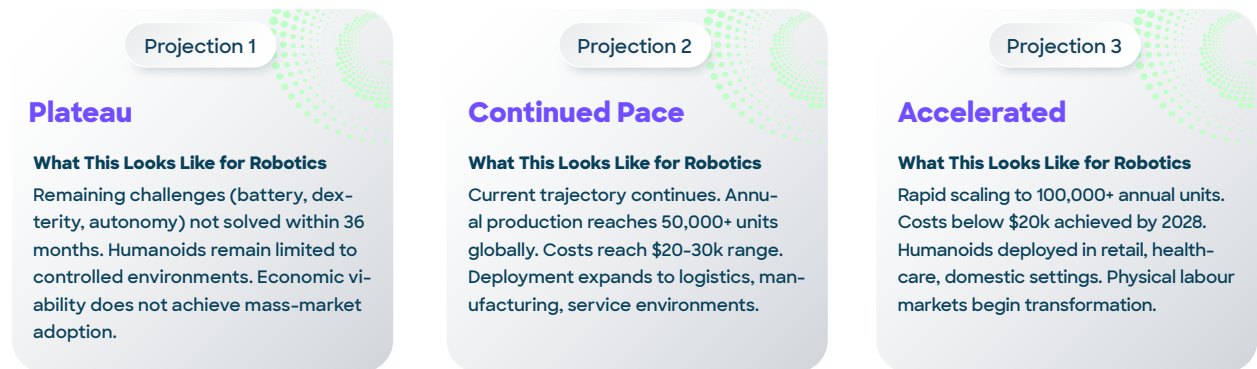 Projection 1
Plateau
What This Looks Like for Robotics
Remaining challenges (battery, dex-
terity, autonomy) not solved within 36
months. Humanoids remain limited to
controlled environments. Economic vi-
ability does not achieve mass-market
adoption.
Projection 2
Continued Pace
What This Looks Like for Robotics
Current trajectory continues. Annu-
al production reaches 50,000+ units
globally. Costs reach $20-30k range.
Deployment expands to logistics, man-
ufacturing, service environments.
Projection 3
Accelerated
What This Looks Like for Robotics
Rapid scaling to 100,000+ annual units.
Costs below $20k achieved by 2028.
Humanoids deployed in retail, health-
care, domestic settings. Physical labour
markets begin transformation.